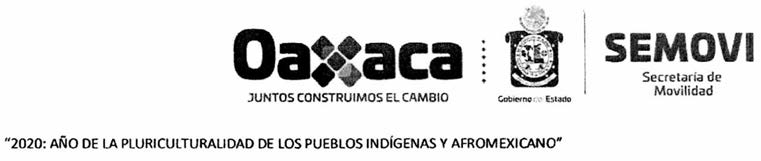 Oaxaca
JUNTOS CONSTRUIMOS EL CAMBIO
Gobierno del Estado
SEMOVI
Secretaría de
Movilidad
"2020: AÑO DE LA PLURICULTURALIDAD DE LOS PUEBLOS INDÍGENAS Y AFROMEXICANO"